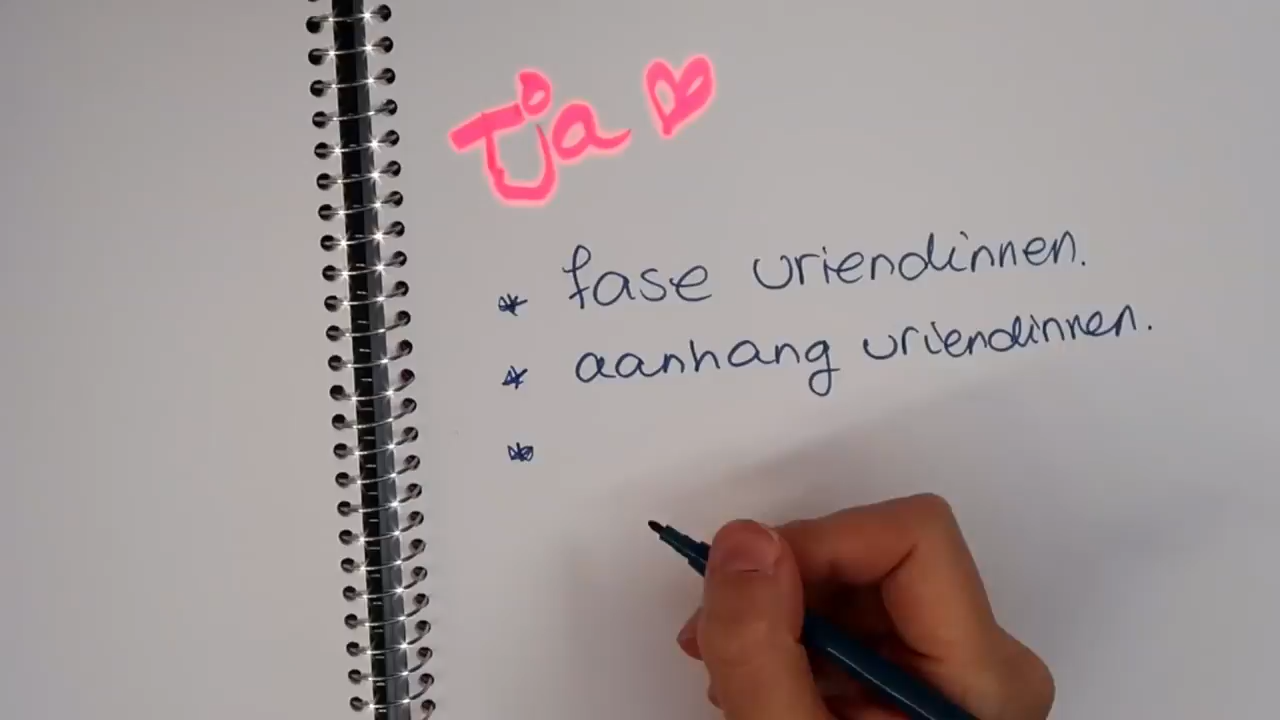 Tja ♡
* fase vriendinnen.
* aanhang vriendinnen.
*